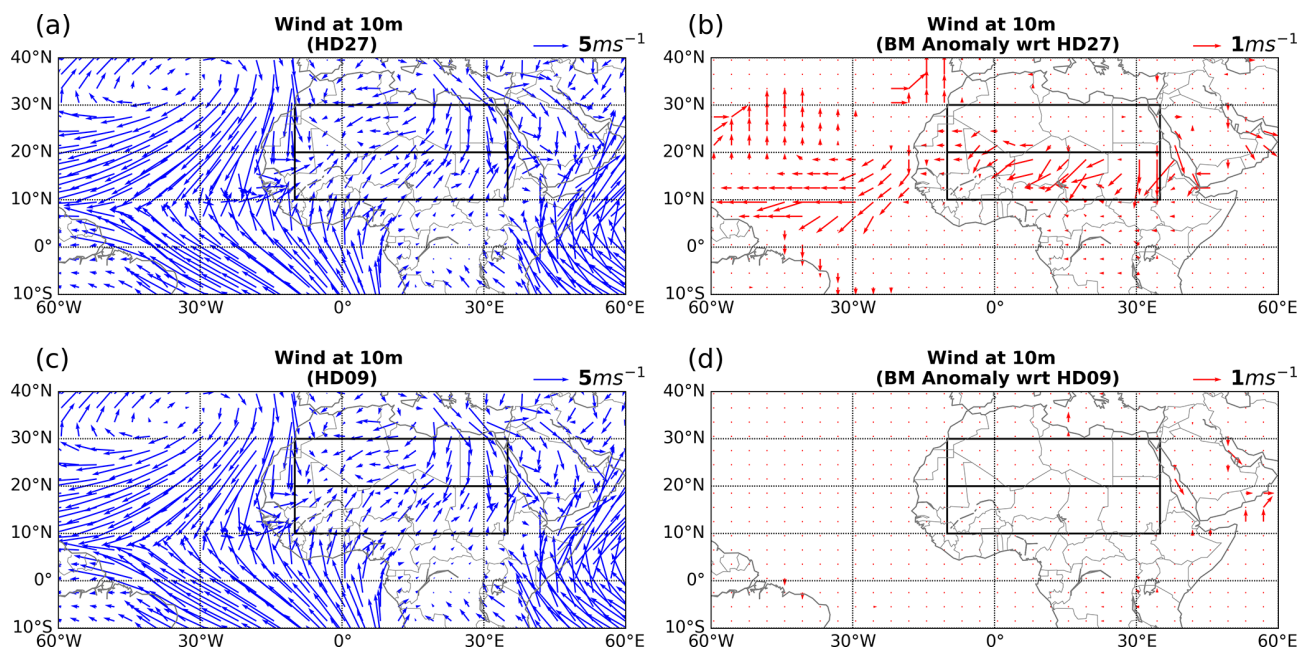 (a)
Wind at 10m
(HD27)
5ms⁻¹
40°N
30°N
20°N
10°N
0°
10°S
60°W
30°W
0°
30°E
60°E
(b)
Wind at 10m
(BM Anomaly wrt HD27)
1ms⁻¹
40°N
30°N
20°N
10°N
0°
10°S
60°W
30°W
0°
30°E
60°E
(c)
Wind at 10m
(HD09)
5ms⁻¹
40°N
30°N
20°N
10°N
0°
10°S
60°W
30°W
0°
30°E
60°E
(d)
Wind at 10m
(BM Anomaly wrt HD09)
1ms⁻¹
40°N
30°N
20°N
10°N
0°
10°S
60°W
30°W
0°
30°E
60°E